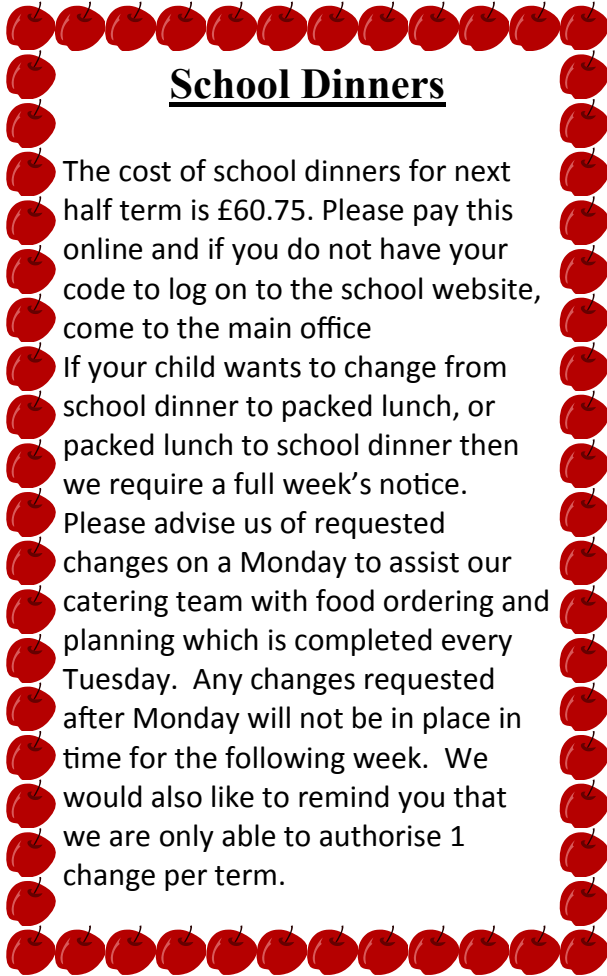 School Dinners
The cost of school dinners for next
half term is £60.75. Please pay this
online and if you do not have your
code to log on to the school website,
come to the main office
If your child wants to change from
school dinner to packed lunch, or
packed lunch to school dinner then
we require a full week’s notice.
Please advise us of requested
changes on a Monday to assist our
catering team with food ordering and
planning which is completed every
Tuesday.  Any changes requested
after Monday will not be in place in
time for the following week.  We
would also like to remind you that
we are only able to authorise 1
change per term.